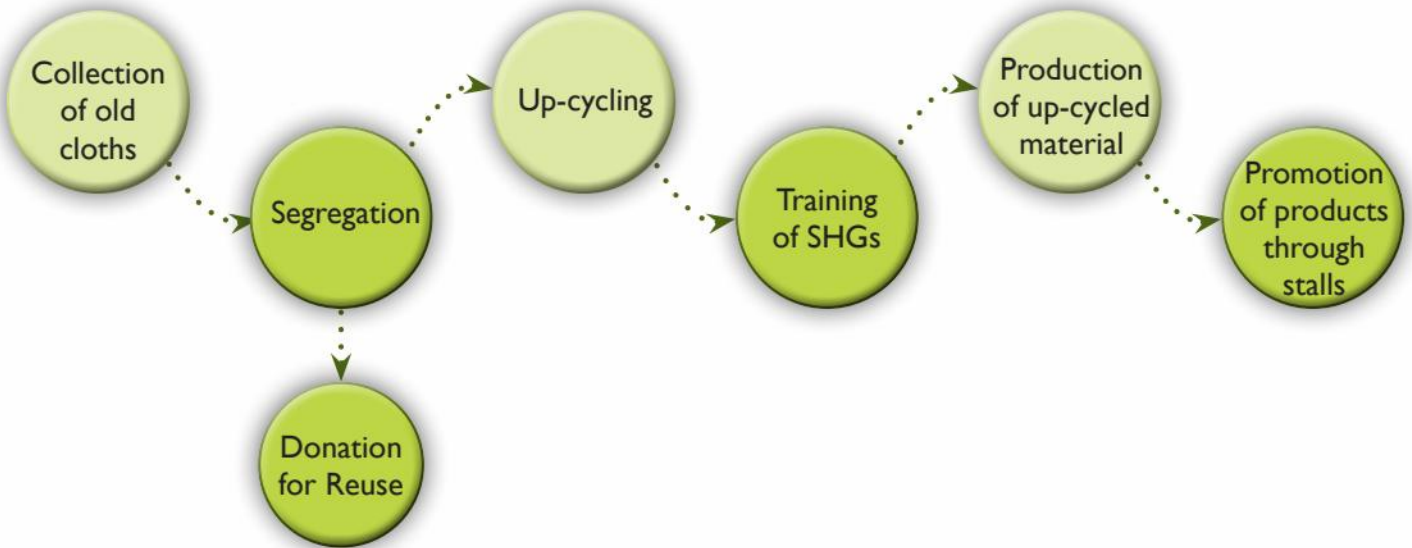 Collection
of old
cloths
Segregation
Donation
for Reuse
Up-cycling
Training
of SHGs
Production
of up-cycled
material
Promotion
of products
through
stalls